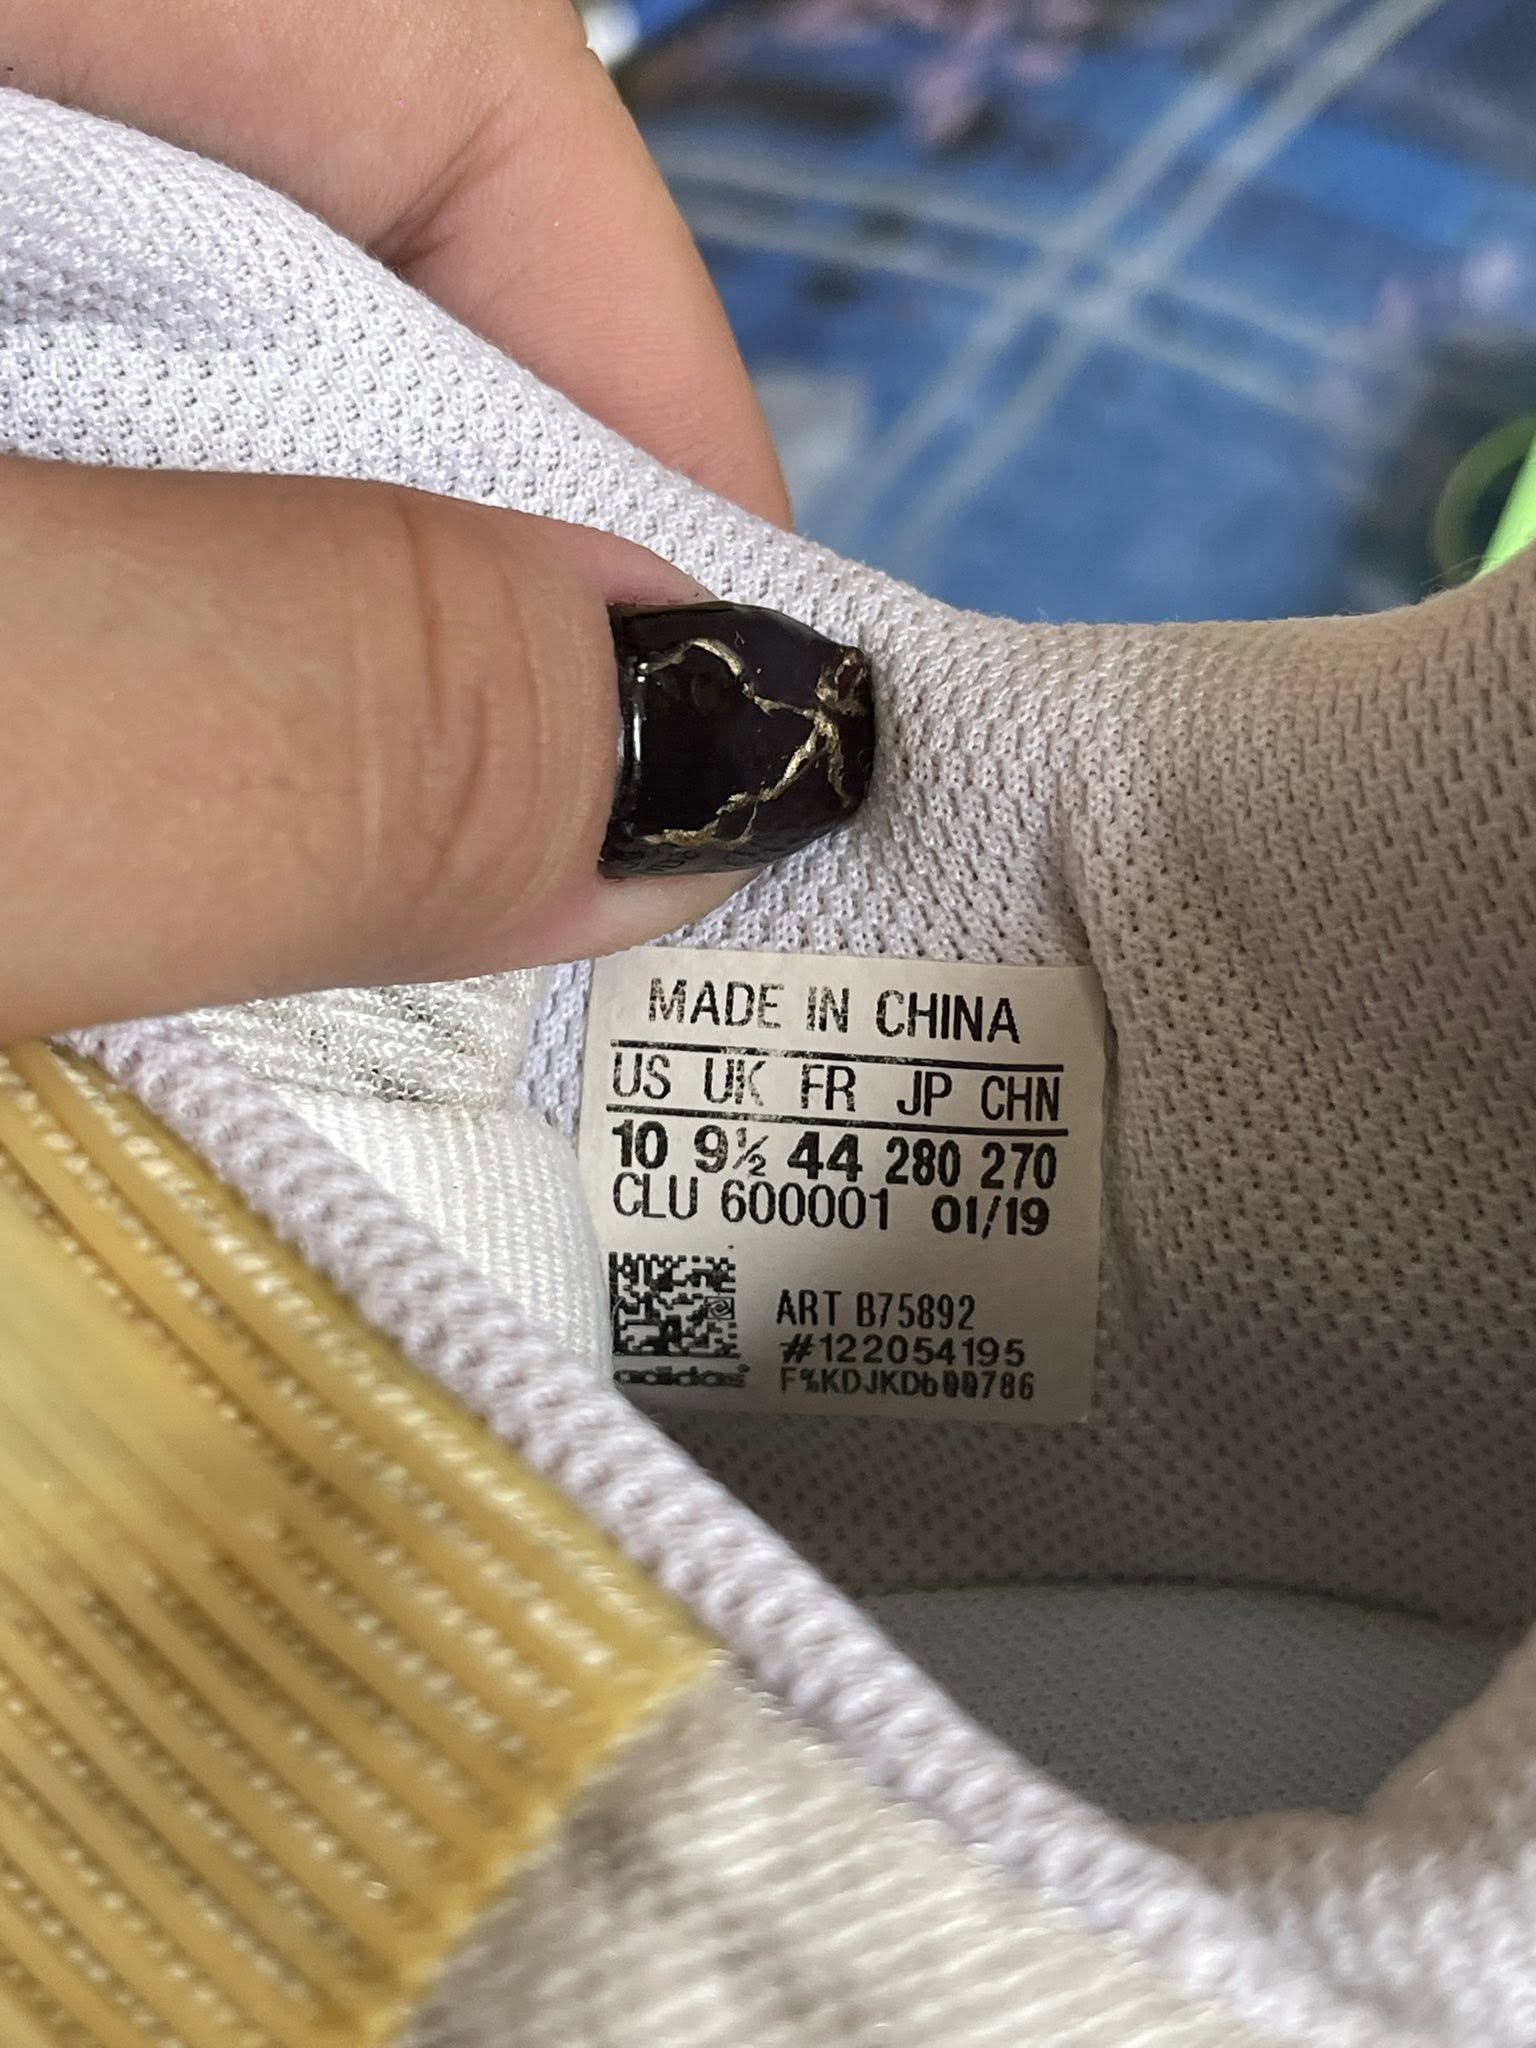 MADE IN CHINA
US UK FR JP CHN
10 9½ 44 280 270
CLU 600001 01/19
ART B75892
#122054195
adidas F%KDJKDb00786